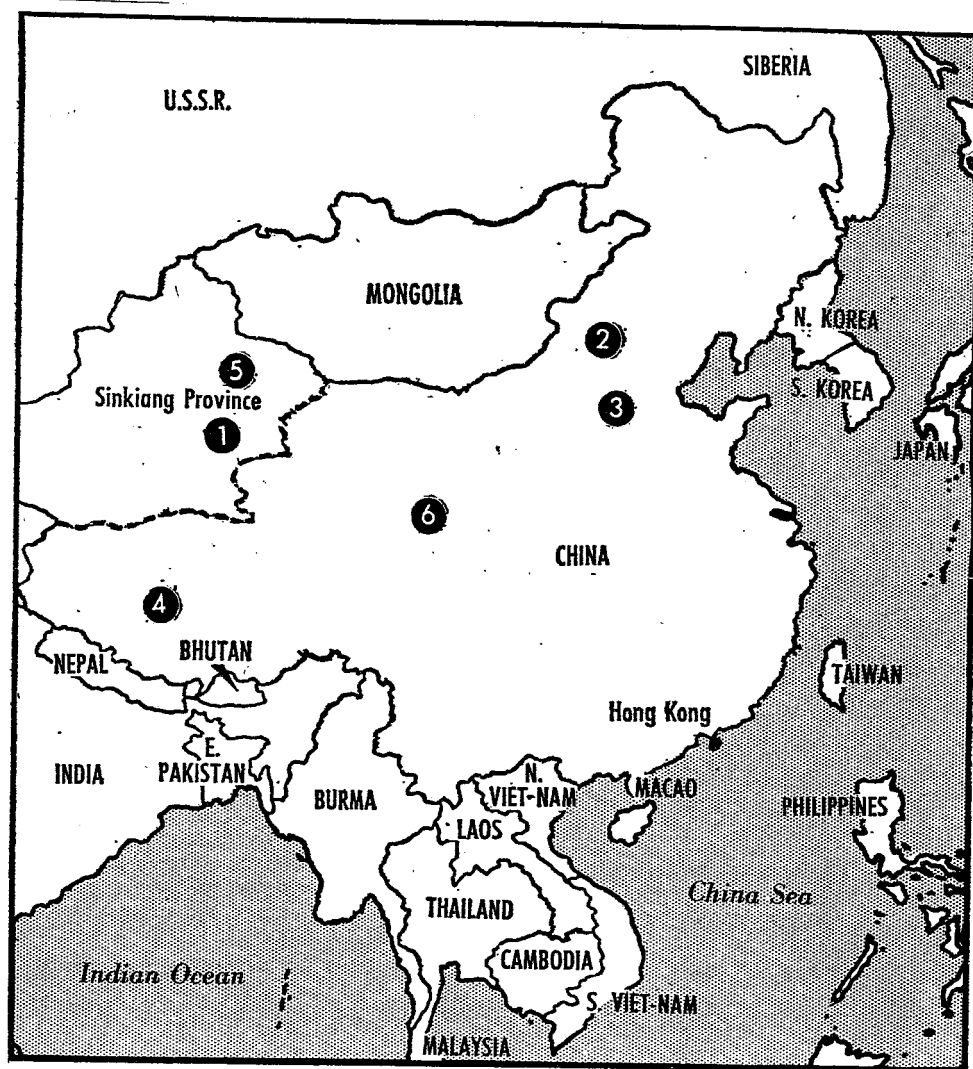 SIBERIA
U.S.S.R.
MONGOLIA
N. KOREA
2
5
S. KOREA
Sinkiang Province
3
1
JAPAN
6
CHINA
4
BHUTAN
NEPAL
TAIWAN
Hong Kong
E.
PAKISTAN
INDIA
N.
VIET-NAM
MACAO
BURMA
PHILIPPINES
LAOS
China Sea
THAILAND
CAMBODIA
Indian Ocean
S. VIET-NAM
MALAYSIA